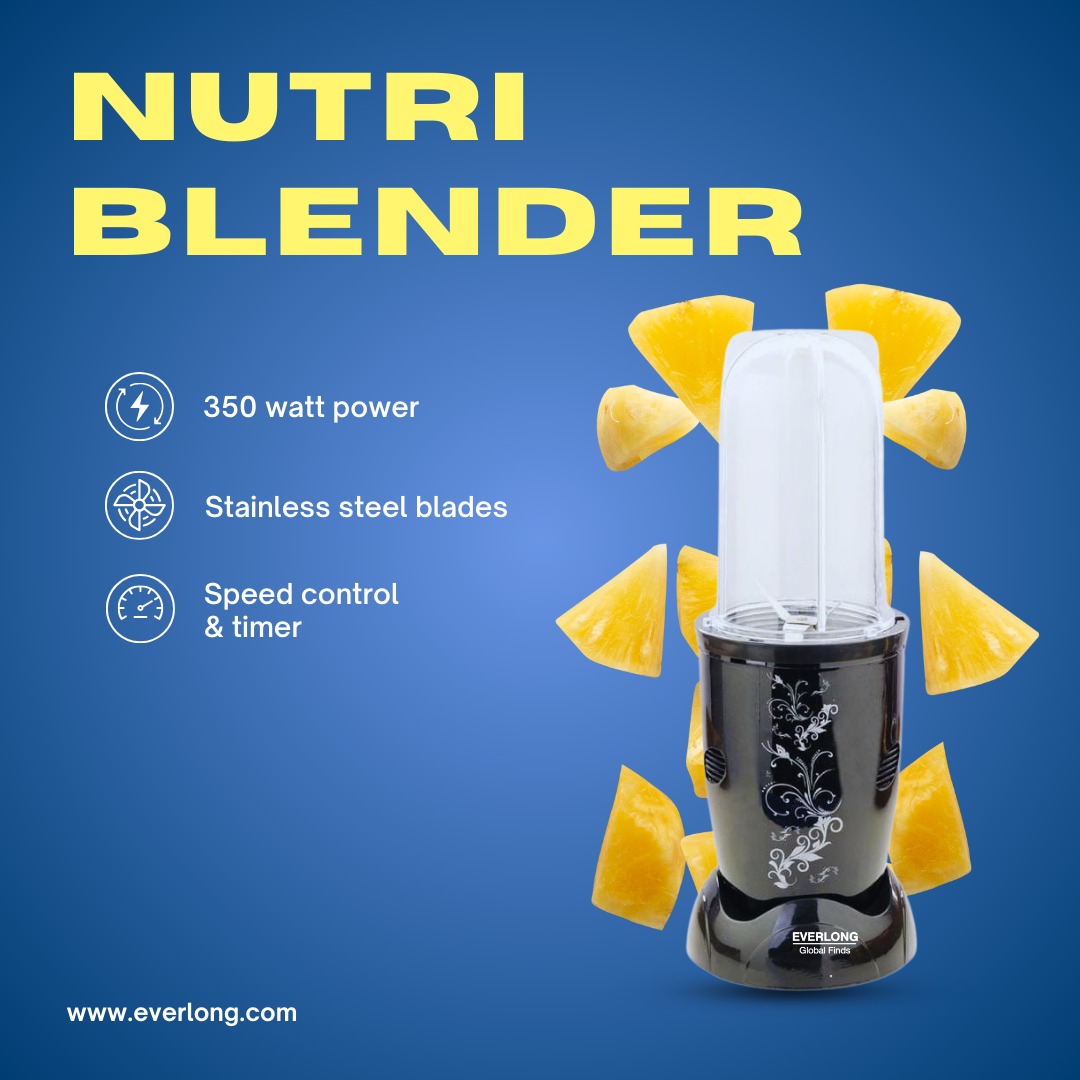 NUTRI
BLENDER
350 watt power
Stainless steel blades
Speed control
& timer
EVERLONG
Global Finds
www.everlong.com